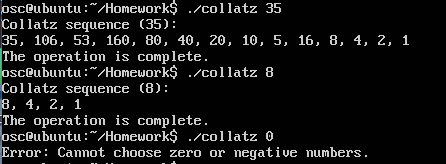 osc@ubuntu:~/Homework$ ./collatz 35
Collatz sequence (35):
35, 106, 53, 160, 80, 40, 20, 10, 5, 16, 8, 4, 2, 1
The operation is complete.
osc@ubuntu:~/Homework$ ./collatz 8
Collatz sequence (8):
8, 4, 2, 1
The operation is complete.
osc@ubuntu:~/Homework$ ./collatz 0
Error: Cannot choose zero or negative numbers.